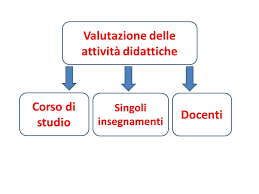 Valutazione delle
attività didattiche
Corso di
studio
Singoli
insegnamenti
Docenti